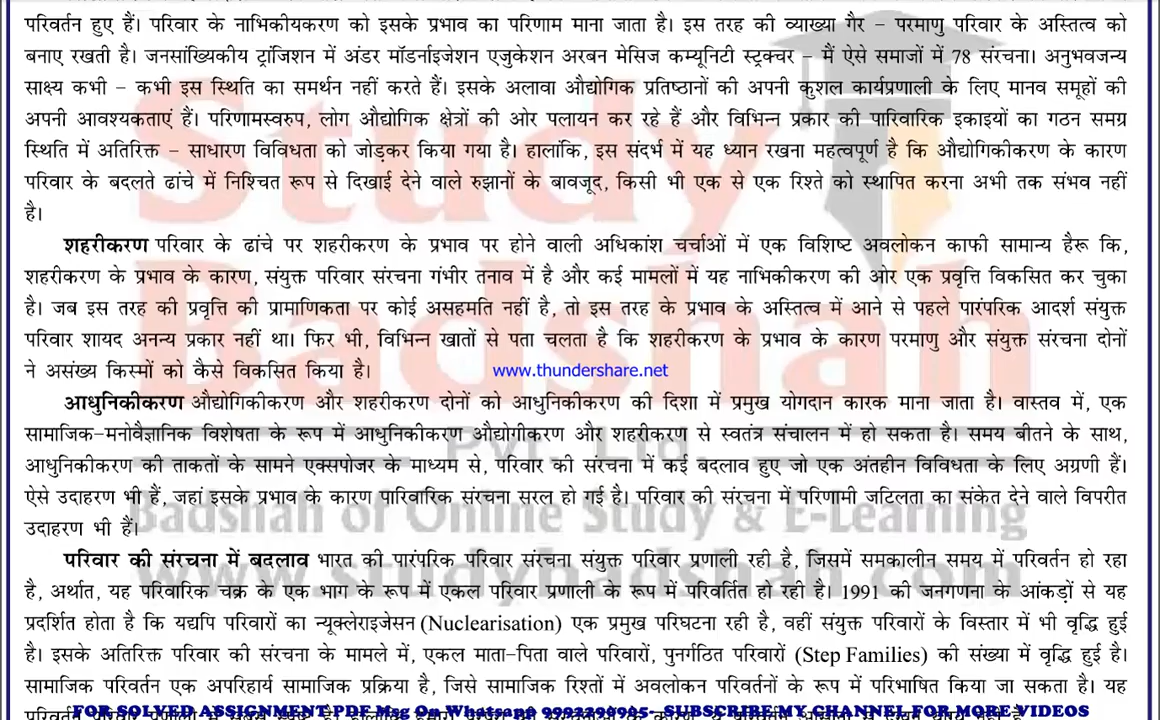 परिवर्तन हुए हैं। परिवार के नाभिकीयकरण को इसके प्रभाव का परिणाम माना जाता है। इस तरह की व्याख्या गैर – परमाणु परिवार के अस्तित्व को
बनाए रखती है। जनसांख्यिकीय ट्रांजिशन में अंडर मॉडर्नाइजेशन एजुकेशन अरबन मेसिज कम्यूनिटी स्ट्रक्चर – मैं ऐसे समाजों में 78 संरचना। अनुभवजन्य
साक्ष्य कभी – कभी इस स्थिति का समर्थन नहीं करते हैं। इसके अलावा औद्योगिक प्रतिष्ठानों की अपनी कुशल कार्यप्रणाली के लिए मानव समूहों की
अपनी आवश्यकताएं हैं। परिणामस्वरुप, लोग औद्योगिक क्षेत्रों की ओर पलायन कर रहे हैं और विभिन्न प्रकार की पारिवारिक इकाइयों का गठन समग्र
स्थिति में अतिरिक्त – साधारण विविधता को जोड़कर किया गया है। हालांकि, इस संदर्भ में यह ध्यान रखना महत्वपूर्ण है कि औद्योगिकीकरण के कारण
परिवार के बदलते ढांचे में निश्चित रूप से दिखाई देने वाले रुझानों के बावजूद, किसी भी एक से एक रिश्ते को स्थापित करना अभी तक संभव नहीं
है।
शहरीकरण परिवार के ढांचे पर शहरीकरण के प्रभाव पर होने वाली अधिकांश चर्चाओं में एक विशिष्ट अवलोकन काफी सामान्य हैरू कि,
शहरीकरण के प्रभाव के कारण, संयुक्त परिवार संरचना गंभीर तनाव में है और कई मामलों में यह नाभिकीकरण की ओर एक प्रवृत्ति विकसित कर चुका
है। जब इस तरह की प्रवृत्ति की प्रामाणिकता पर कोई असहमति नहीं है, तो इस तरह के प्रभाव के अस्तित्व में आने से पहले पारंपरिक आदर्श संयुक्त
परिवार शायद अनन्य प्रकार नहीं था। फिर भी, विभिन्न खातों से पता चलता है कि शहरीकरण के प्रभाव के कारण परमाणु और संयुक्त संरचना दोनों
ने असंख्य किस्मों को कैसे विकसित किया है।
www.thundershare.net
आधुनिकीकरण औद्योगिकीकरण और शहरीकरण दोनों को आधुनिकीकरण की दिशा में प्रमुख योगदान कारक माना जाता है। वास्तव में, एक
सामाजिक-मनोवैज्ञानिक विशेषता के रूप में आधुनिकीकरण औद्योगीकरण और शहरीकरण से स्वतंत्र संचालन में हो सकता है। समय बीतने के साथ,
आधुनिकीकरण की ताकतों के सामने एक्सपोजर के माध्यम से, परिवार की संरचना में कई बदलाव हुए जो एक अंतहीन विविधता के लिए अग्रणी हैं।
ऐसे उदाहरण भी हैं, जहां इसके प्रभाव के कारण पारिवारिक संरचना सरल हो गई है। परिवार की संरचना में परिणामी जटिलता का संकेत देने वाले विपरीत
उदाहरण भी हैं।
परिवार की संरचना में बदलाव भारत की पारंपरिक परिवार संरचना संयुक्त परिवार प्रणाली रही है, जिसमें समकालीन समय में परिवर्तन हो रहा
है, अर्थात, यह परिवारिक चक्र के एक भाग के रूप में एकल परिवार प्रणाली के रूप में परिवर्तित हो रही है। 1991 की जनगणना के आंकड़ों से यह
प्रदर्शित होता है कि यद्यपि परिवारों का न्यूक्लेराइजेसन (Nuclearisation) एक प्रमुख परिघटना रही है, वहीं संयुक्त परिवारों के विस्तार में भी वृद्धि हुई
है। इसके अतिरिक्त परिवार की संरचना के मामले में, एकल माता-पिता वाले परिवारों, पुनर्गठित परिवारों (Step Families) की संख्या में वृद्धि हुई है।
सामाजिक परिवर्तन एक अपरिहार्य सामाजिक प्रक्रिया है, जिसे सामाजिक रिश्तों में अवलोकन परिवर्तनों के रूप में परिभाषित किया जा सकता है। यह
FOR SOLVED ASSIGNMENT PDF Msg On Whatsapp 9992299905- SUBSCRIBE MY CHANNEL FOR MORE VIDEOS
Study
Badshah
Pvt. Ltd.
Badshah of Online Study & E-Learning
www.studybadshah.com